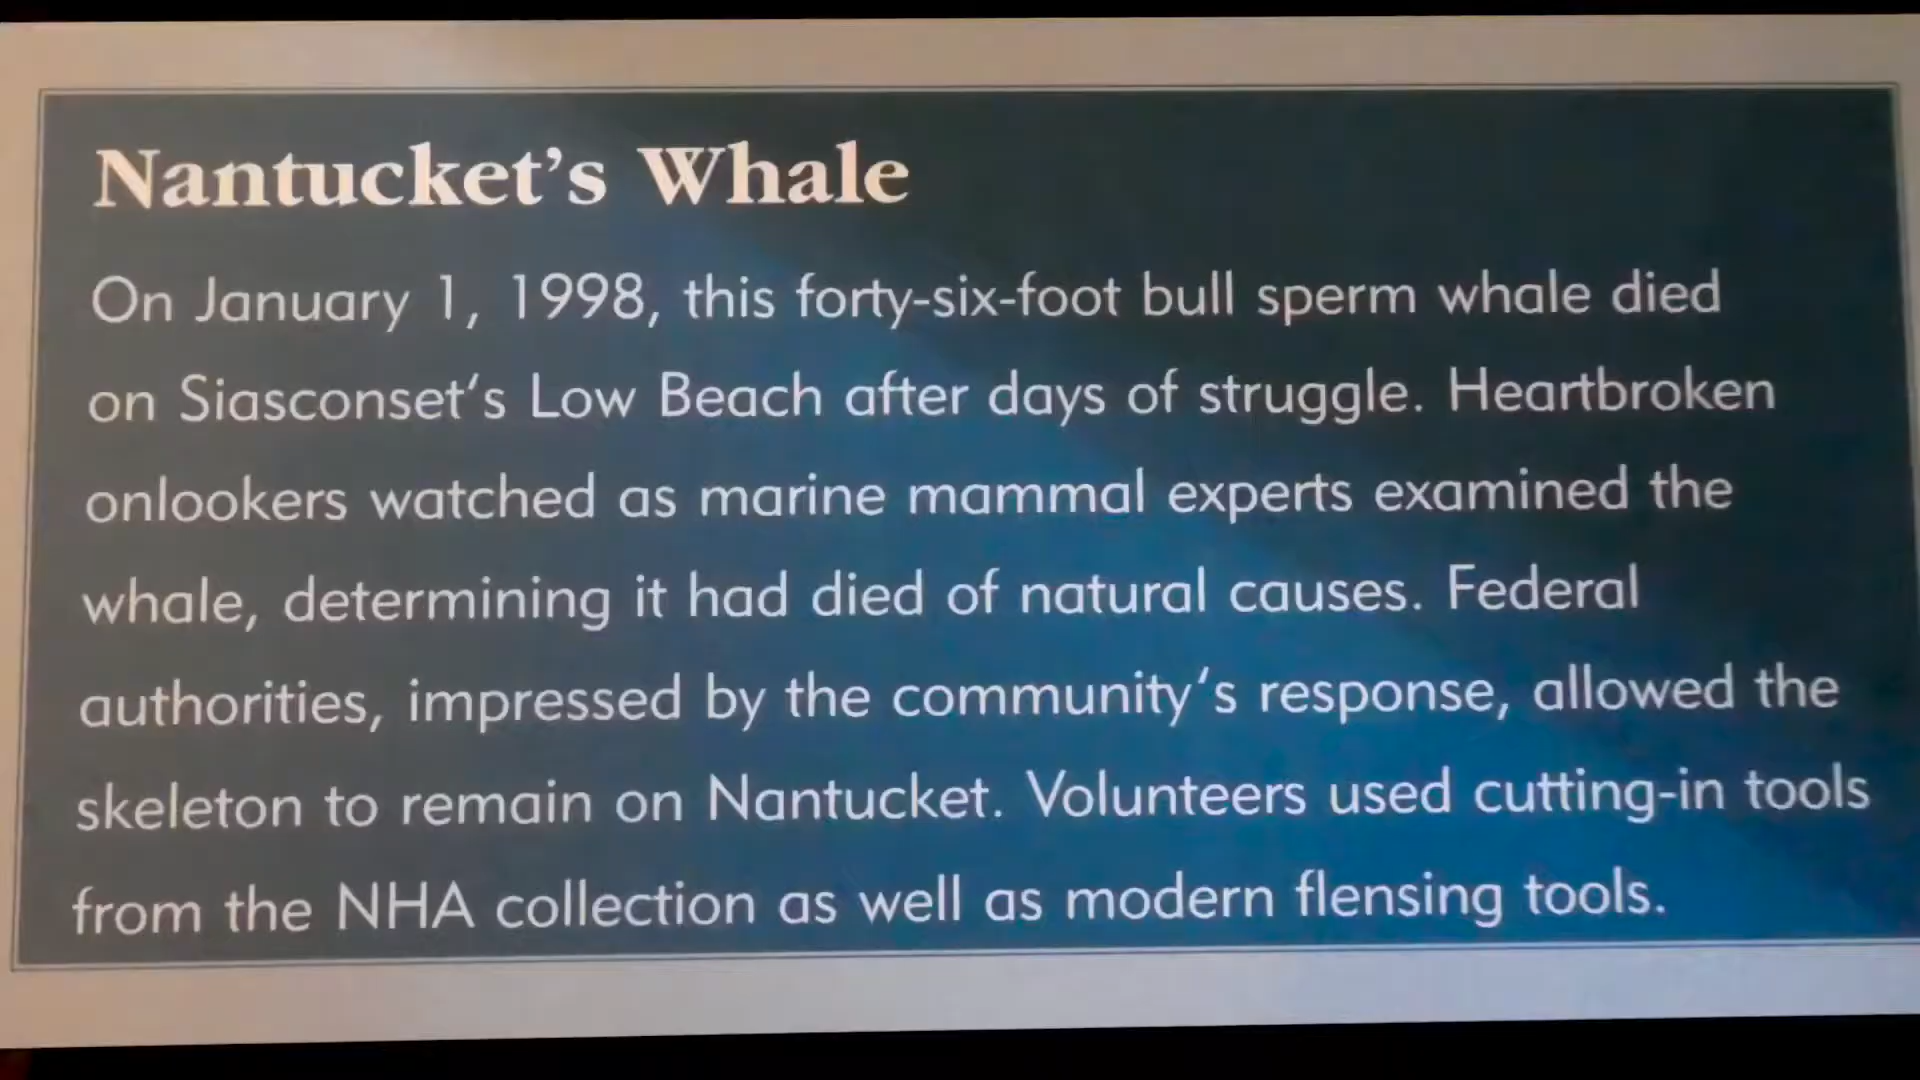 Nantucket’s Whale
On January 1, 1998, this forty-six-foot bull sperm whale died
on Siasconset’s Low Beach after days of struggle. Heartbroken
onlookers watched as marine mammal experts examined the
whale, determining it had died of natural causes. Federal
authorities, impressed by the community’s response, allowed the
skeleton to remain on Nantucket. Volunteers used cutting-in tools
from the NHA collection as well as modern flensing tools.